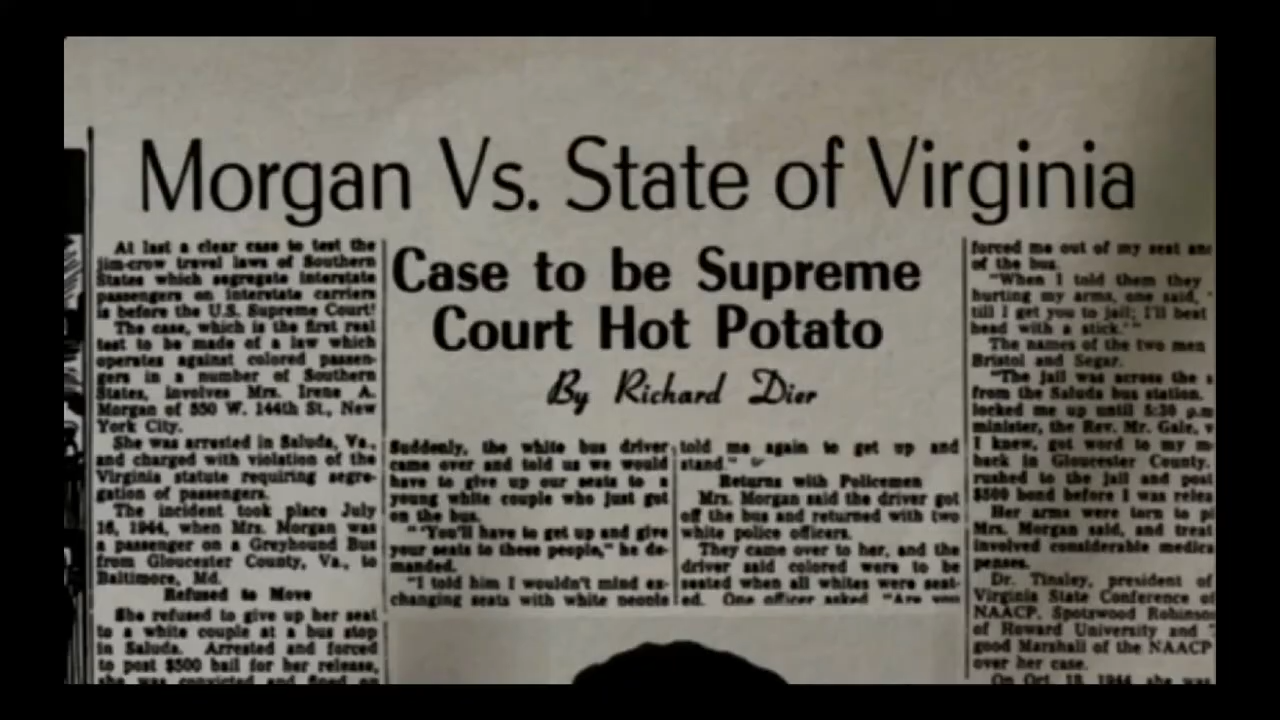 Morgan Vs. State of Virginia
Case to be Supreme
Court Hot Potato
By Richard Dier
At last a clear case to test the
jim-crow travel laws of Southern
States which segregate interstate
passengers on interstate carriers
is before the U.S. Supreme Court!
The case, which is the first real
test to be made of a law which
operates against colored passen-
gers in a number of Southern
States, involves Mrs. Irene A.
Morgan of 550 W. 144th St., New
York City.
She was arrested in Saluda, Va.,
and charged with violation of the
Virginia statute requiring segre-
gation of passengers.
The incident took place July
16, 1944, when Mrs. Morgan was
a passenger on a Greyhound Bus
from Gloucester County, Va., to
Baltimore, Md.
Refused to Move
She refused to give up her seat
to a white couple at a bus stop
in Saluda. Arrested and forced
to post $500 bail for her release,
she was convicted and fined on
Suddenly, the white bus driver
came over and told us we would
have to give up our seats to a
young white couple who just got
on the bus.
"'You'll have to get up and give
your seats to these people,' he de-
manded.
"I told him I wouldn't mind ex-
changing seats with white people
told me again to get up and
stand."
Returns with Policemen
Mrs. Morgan said the driver got
off the bus and returned with two
white police officers.
They came over to her, and the
driver said colored were to be
seated when all whites were seat-
ed. One officer asked "Are you
forced me out of my seat and
of the bus.
"When I told them they
hurting my arms, one said, '
till I get you to jail; I'll beat
head with a stick.'"
The names of the two men
Bristol and Segar.
"The jail was across the s
from the Saluda bus station.
locked me up until 5:30 p.m
minister, the Rev. Mr. Gale, w
I knew, got word to my m
back in Gloucester County.
rushed to the jail and post
$500 bond before I was relea
Her arms were torn to pi
Mrs. Morgan said, and treat
involved considerable medica
penses.
Dr. Tinsley, president of
Virginia State Conference of
NAACP, Spotswood Robinson
of Howard University and
good Marshall of the NAACP
over her case.
On Oct. 18, 1944, she was